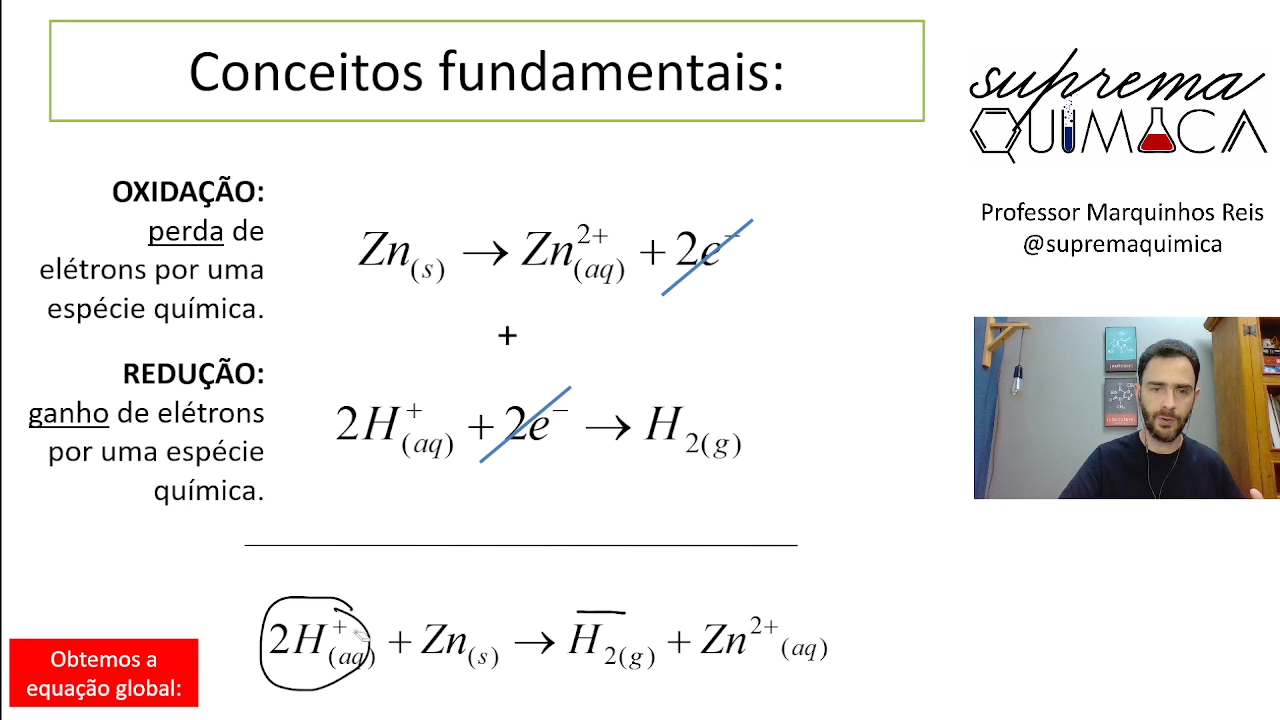 Conceitos fundamentais:
suprema
QUÍMICA
Professor Marquinhos Reis
@supremaquimica
OXIDAÇÃO:
perda de
elétrons por uma
espécie química.
Zn(s) → Zn2+(aq) + 2e−
+
REDUÇÃO:
ganho de elétrons
por uma espécie
química.
2H+(aq) + 2e− → H2(g)
2H+(aq) + Zn(s) → H2(g) + Zn2+(aq)
Obtemos a
equação global: